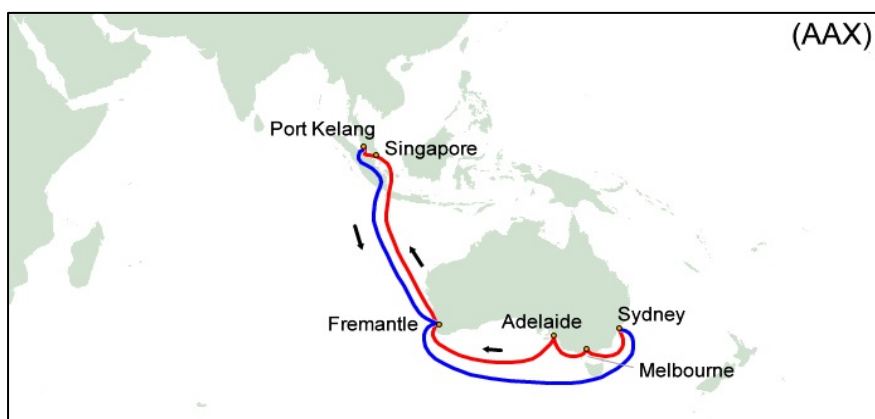 (AAX)
Port Kelang
Singapore
Fremantle
Adelaide
Sydney
Melbourne